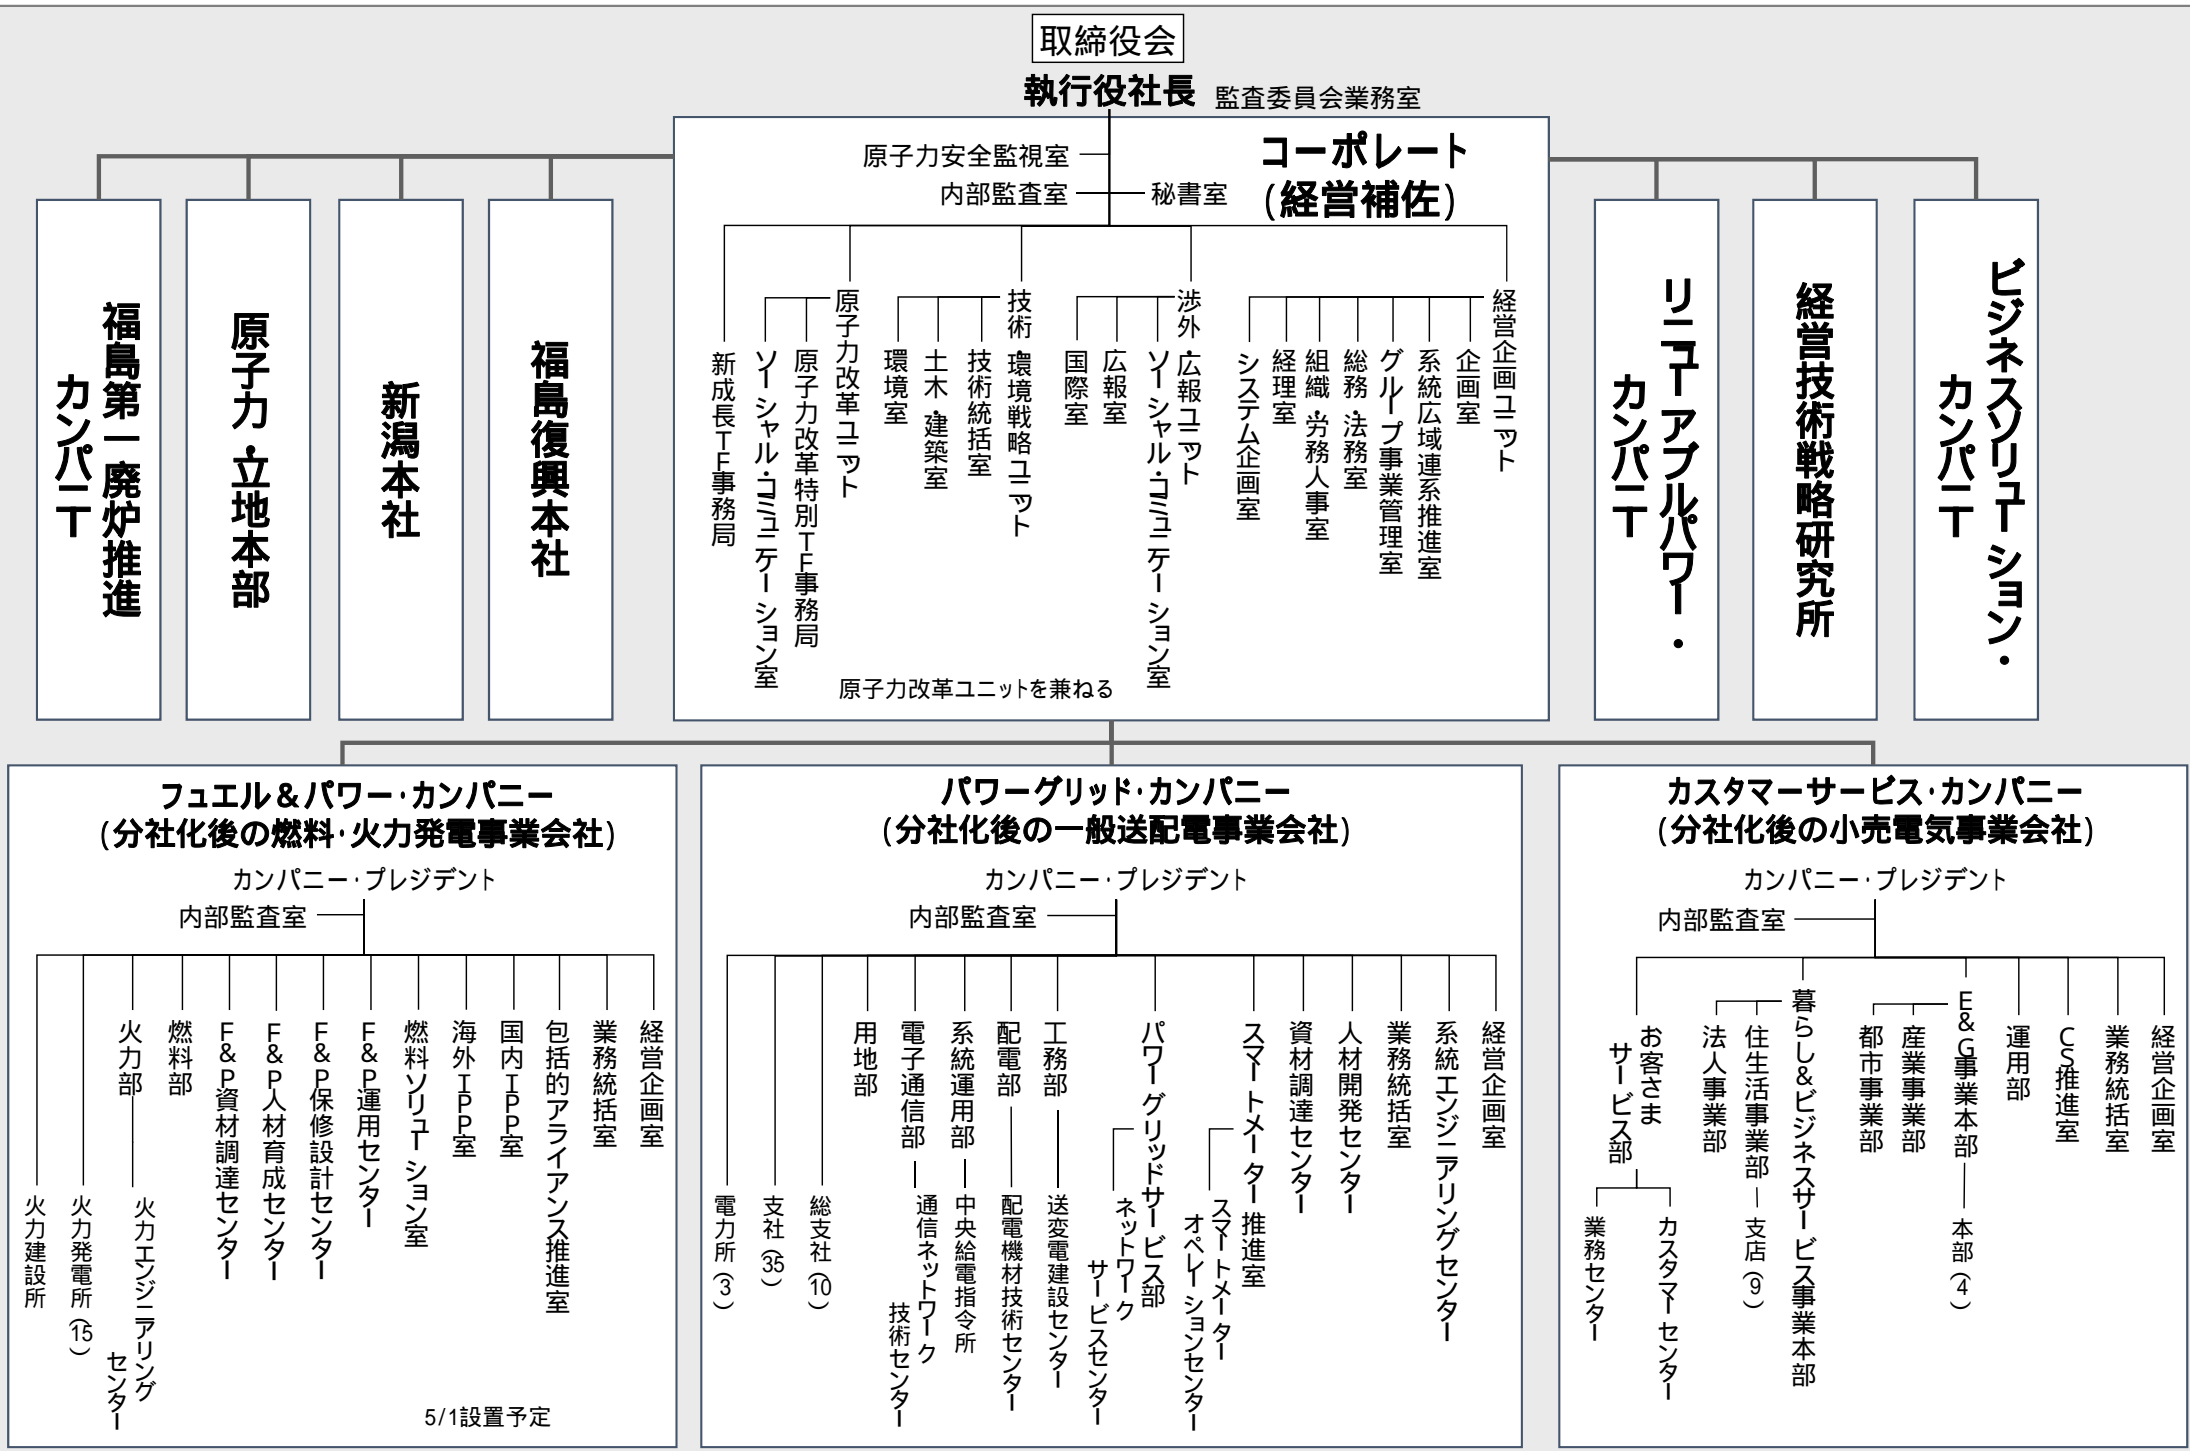 取締役会
執行役社長
監査委員会業務室
原子力安全監視室
内部監査室
秘書室
コーポレート
(経営補佐)
新成長TF事務局
ソーシャル・コミュニケーション室
原子力改革特別TF事務局
原子力改革ユニット
環境室
土木・建築室
技術統括室
技術・環境戦略ユニット
国際室
広報室
ソーシャル・コミュニケーション室
渉外・広報ユニット
システム企画室
経理室
組織・労務人事室
総務・法務室
グループ事業管理室
系統広域連系推進室
企画室
経営企画ユニット
原子力改革ユニットを兼ねる
福島第一廃炉推進
カンパニー
原子力・立地本部
新潟本社
福島復興本社
リニューアブルパワー・
カンパニー
経営技術戦略研究所
ビジネスソリューション・
カンパニー
フュエル&パワー・カンパニー
(分社化後の燃料・火力発電事業会社)
カンパニー・プレジデント
内部監査室
火力建設所
火力発電所(15)
火力部
火力エンジニアリング
センター
燃料部
F&P資材調達センター
F&P人材育成センター
F&P保修設計センター
F&P運用センター
燃料ソリューション室
海外IPP室
国内IPP室
包括的アライアンス推進室
業務統括室
経営企画室
5/1設置予定
パワーグリッド・カンパニー
(分社化後の一般送配電事業会社)
カンパニー・プレジデント
内部監査室
電力所(3)
支社(35)
総支社(10)
用地部
電子通信部
通信ネットワーク
技術センター
系統運用部
中央給電指令所
配電部
配電機材技術センター
工務部
送変電建設センター
パワーグリッドサービス部
ネットワーク
サービスセンター
スマートメーター推進室
スマートメーター
オペレーションセンター
資材調達センター
人材開発センター
業務統括室
系統エンジニアリングセンター
経営企画室
カスタマーサービス・カンパニー
(分社化後の小売電気事業会社)
カンパニー・プレジデント
内部監査室
お客さま
サービス部
業務センター
カスタマーセンター
法人事業部
住生活事業部
支店(9)
暮らし&ビジネスサービス事業本部
都市事業部
産業事業部
E&G事業本部
本部(4)
運用部
CS推進室
業務統括室
経営企画室